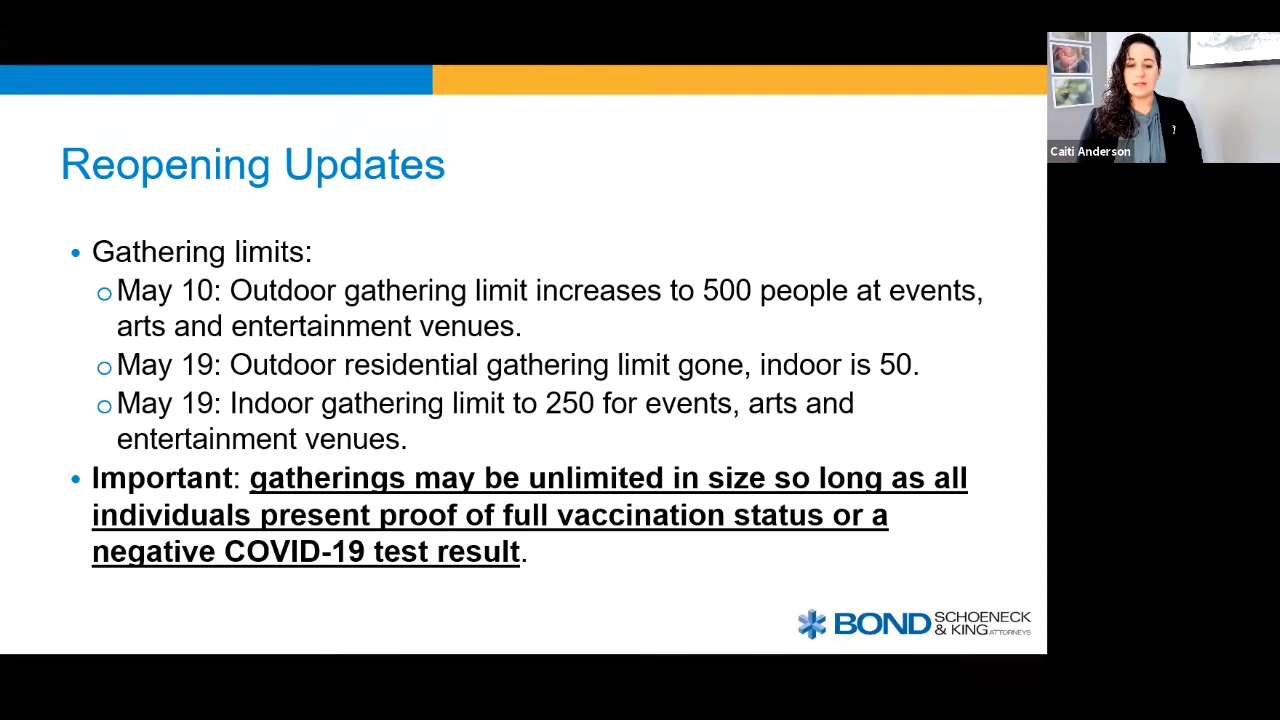 Reopening Updates
• Gathering limits:
o May 10: Outdoor gathering limit increases to 500 people at events,
arts and entertainment venues.
o May 19: Outdoor residential gathering limit gone, indoor is 50.
o May 19: Indoor gathering limit to 250 for events, arts and
entertainment venues.
• Important: gatherings may be unlimited in size so long as all
individuals present proof of full vaccination status or a
negative COVID-19 test result.
BOND SCHOENECK
& KING ATTORNEYS
Caiti Anderson